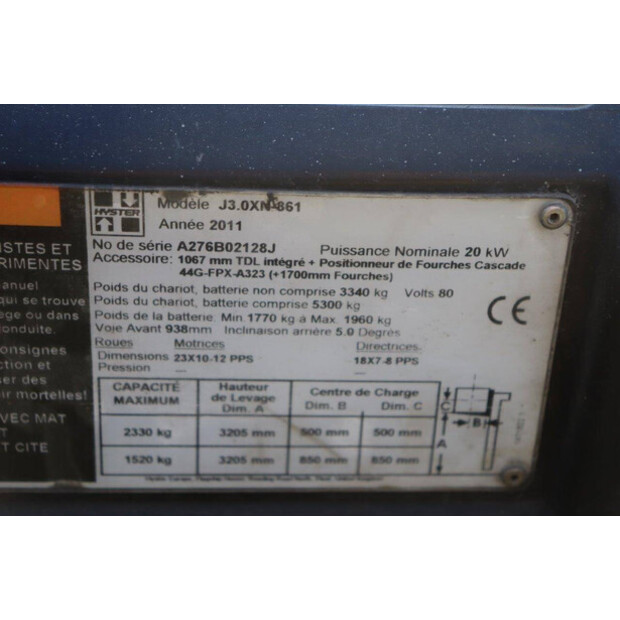 HYSTER
Modèle J3.0XN-861
Année 2011
No de série A276B02128J Puissance Nominale 20 kW
Accessoire: 1067 mm TDL intégré + Positionneur de Fourches Cascade
44G-FPX-A323 (+1700mm Fourches)
Poids du chariot, batterie non comprise 3340 kg Volts 80
Poids du chariot, batterie comprise 5300 kg
Poids de la batterie. Min 1770 kg à Max. 1960 kg
Voie Avant 938mm Inclinaison arrière 5.0 Degrés
Roues Motrices Directrices
Dimensions 23X10-12 PPS 18X7-8 PPS
Pression — —
CAPACITÉ MAXIMUM Hauteur de Levage Dim. A Centre de Charge Dim. B Dim. C
2330 kg 3205 mm 500 mm 500 mm
1520 kg 3205 mm 850 mm 850 mm
C
B
A
CE
ISTES ET
RIMENTES
anuel
qui se trouve
age ou dans
conduite.
onsignes
ction et
ser des
ir mortelles!
VEC MAT
T
T CITE